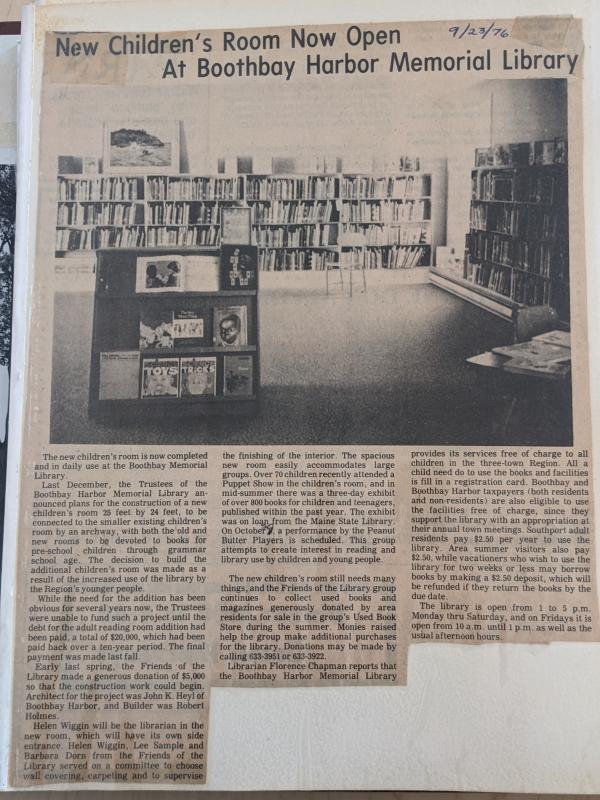 New Children's Room Now Open
9/23/76
At Boothbay Harbor Memorial Library
TOYS
TRICKS
The new children's room is now completed
and in daily use at the Boothbay Memorial
Library.
Last December, the Trustees of the
Boothbay Harbor Memorial Library an-
nounced plans for the construction of a new
children's room 25 feet by 24 feet, to be
connected to the smaller existing children's
room by an archway, with both the old and
new rooms to be devoted to books for
pre-school children through grammar
school age. The decision to build the
additional children's room was made as a
result of the increased use of the library by
the Region's younger people.
While the need for the addition has been
obvious for several years now, the Trustees
were unable to fund such a project until the
debt for the adult reading room addition had
been paid, a total of $20,000, which had been
paid back over a ten-year period. The final
payment was made last fall.
Early last spring, the Friends of the
Library made a generous donation of $5,000
so that the construction work could begin.
Architect for the project was John K. Heyl of
Boothbay Harbor, and Builder was Robert
Holmes.
Helen Wiggin will be the librarian in the
new room, which will have its own side
entrance. Helen Wiggin, Lee Sample and
Barbara Dorn from the Friends of the
Library served on a committee to choose
wall covering, carpeting and to supervise
the finishing of the interior. The spacious
new room easily accommodates large
groups. Over 70 children recently attended a
Puppet Show in the children's room, and in
mid-summer there was a three-day exhibit
of over 800 books for children and teenagers,
published within the past year. The exhibit
was on loan from the Maine State Library.
On October, a performance by the Peanut
Butter Players is scheduled. This group
attempts to create interest in reading and
library use by children and young people.
The new children's room still needs many
things, and the Friends of the Library group
continues to collect used books and
magazines generously donated by area
residents for sale in the group's Used Book
Store during the summer. Monies raised
help the group make additional purchases
for the library. Donations may be made by
calling 633-3951 or 633-3922.
Librarian Florence Chapman reports that
the Boothbay Harbor Memorial Library
provides its services free of charge to all
children in the three-town Region. All a
child need do to use the books and facilities
is fill in a registration card. Boothbay and
Boothbay Harbor taxpayers (both residents
and non-residents) are also eligible to use
the facilities free of charge, since they
support the library with an appropriation at
their annual town meetings. Southport adult
residents pay $2.50 per year to use the
library. Area summer visitors also pay
$2.50, while vacationers who wish to use the
library for two weeks or less may borrow
books by making a $2.50 deposit, which will
be refunded if they return the books by the
due date.
The library is open from 1 to 5 p.m.
Monday thru Saturday, and on Fridays it is
open from 10 a.m. until 1 p.m. as well as the
usual afternoon hours.